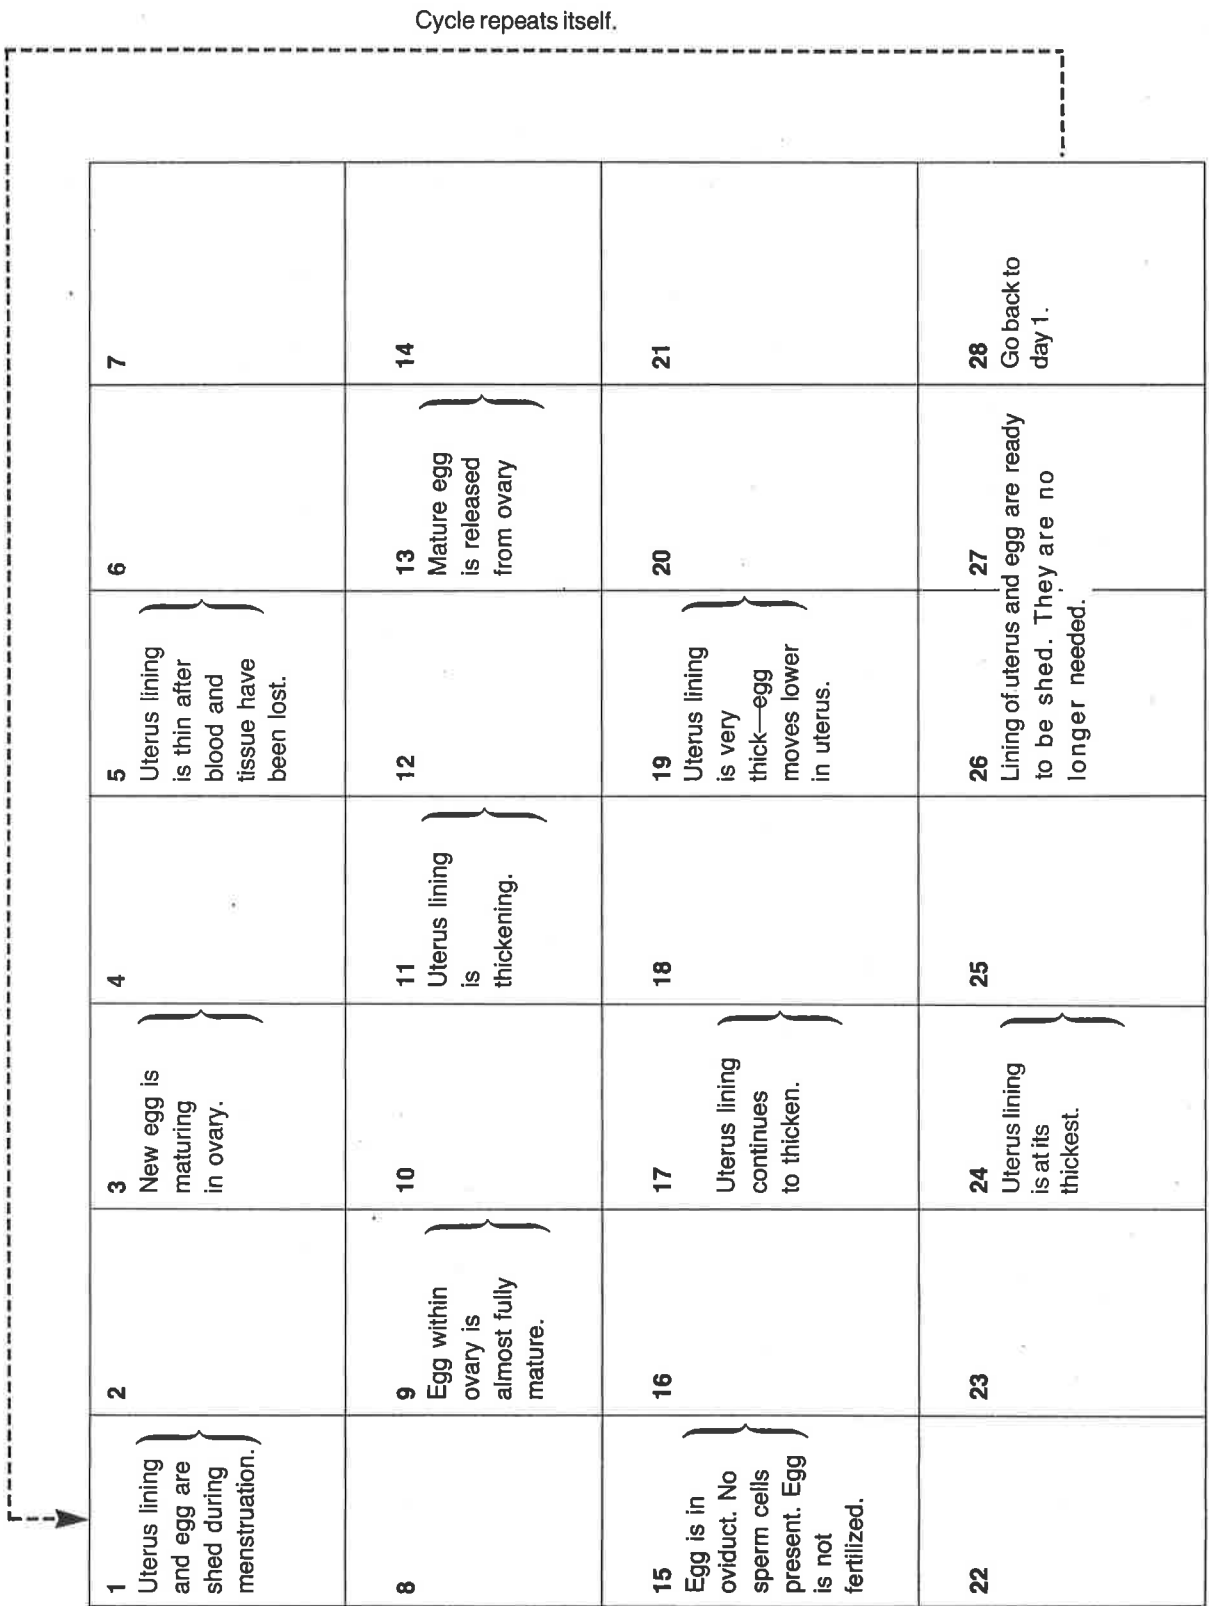 Cycle repeats itself.
1
Uterus lining
and egg are
shed during
menstruation.
2
3
New egg is
maturing
in ovary.
4
5
Uterus lining
is thin after
blood and
tissue have
been lost.
6
7
8
9
Egg within
ovary is
almost fully
mature.
10
11
Uterus lining
is
thickening.
12
13
Mature egg
is released
from ovary
14
15
Egg is in
oviduct. No
sperm cells
present. Egg
is not
fertilized.
16
17
Uterus lining
continues
to thicken.
18
19
Uterus lining
is very
thick—egg
moves lower
in uterus.
20
21
22
23
24
Uterus lining
is at its
thickest.
25
26 27
Lining of uterus and egg are ready
to be shed. They are no
longer needed.
28
Go back to
day 1.